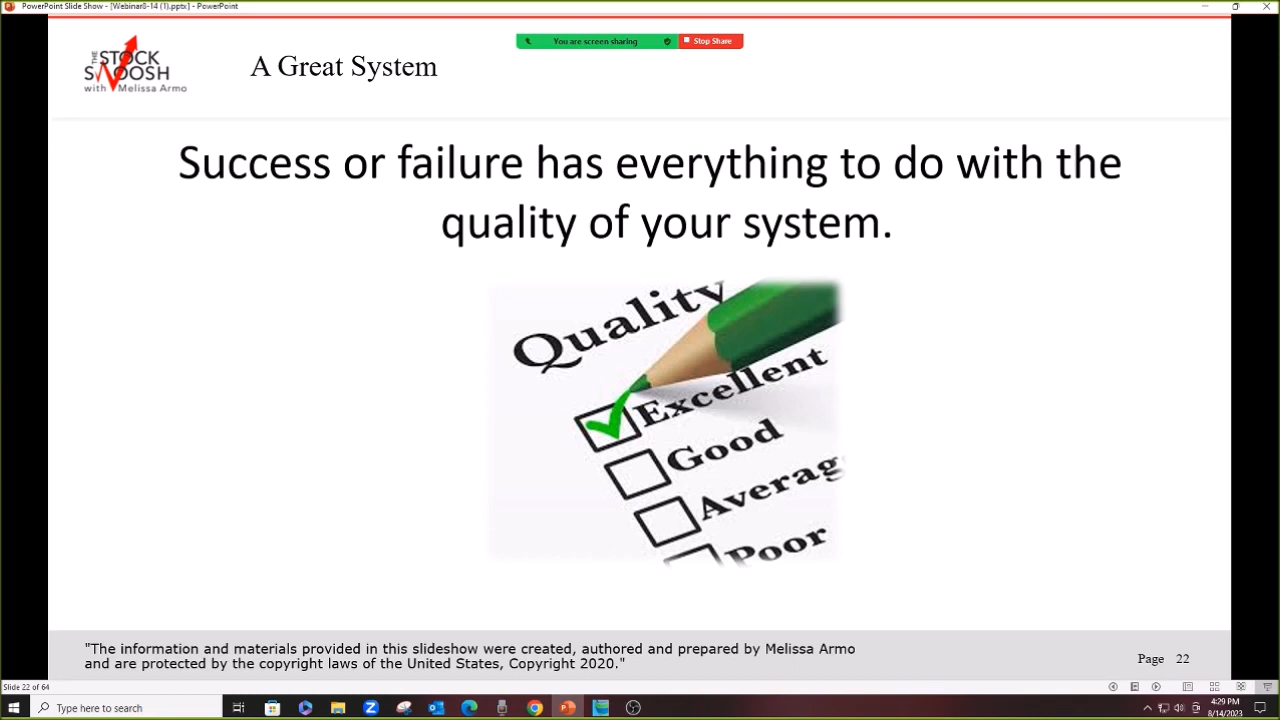 PowerPoint Slide Show - [Webinar8-14 (1).pptx] - PowerPoint
You are screen sharing
Stop Share
THE
STOCK
SWOOSH
with Melissa Armo
A Great System
Success or failure has everything to do with the
quality of your system.
Quality
Excellent
Good
Averag
Poor
"The information and materials provided in this slideshow were created, authored and prepared by Melissa Armo
and are protected by the copyright laws of the United States, Copyright 2020."
Page 22
Slide 22 of 64
Type here to search
4:29 PM
8/14/2023